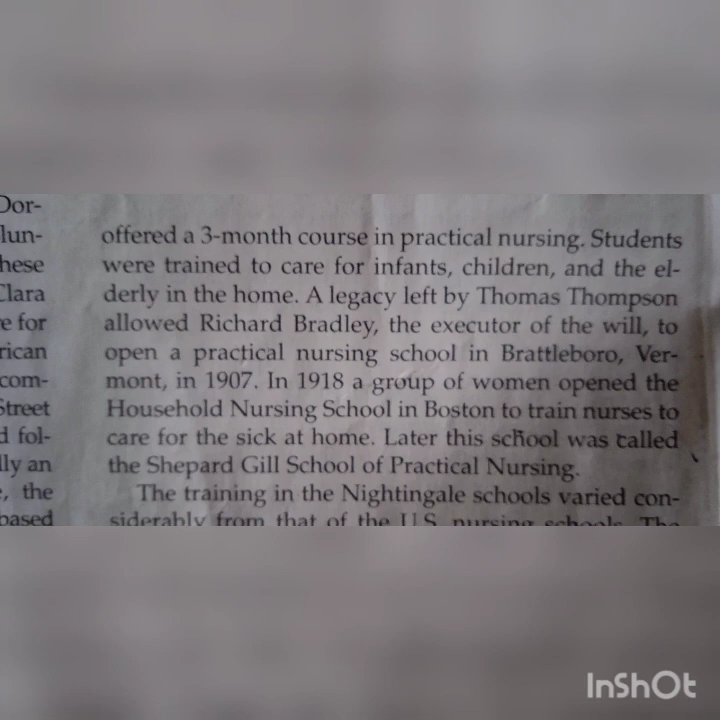 Dor-
lun-
hese
Clara
e for
rican
com-
Street
d fol-
lly an
, the
based
offered a 3-month course in practical nursing. Students
were trained to care for infants, children, and the el-
derly in the home. A legacy left by Thomas Thompson
allowed Richard Bradley, the executor of the will, to
open a practical nursing school in Brattleboro, Ver-
mont, in 1907. In 1918 a group of women opened the
Household Nursing School in Boston to train nurses to
care for the sick at home. Later this school was called
the Shepard Gill School of Practical Nursing.
The training in the Nightingale schools varied con-
siderably from that of the U.S. nursing schools. The
InShOt